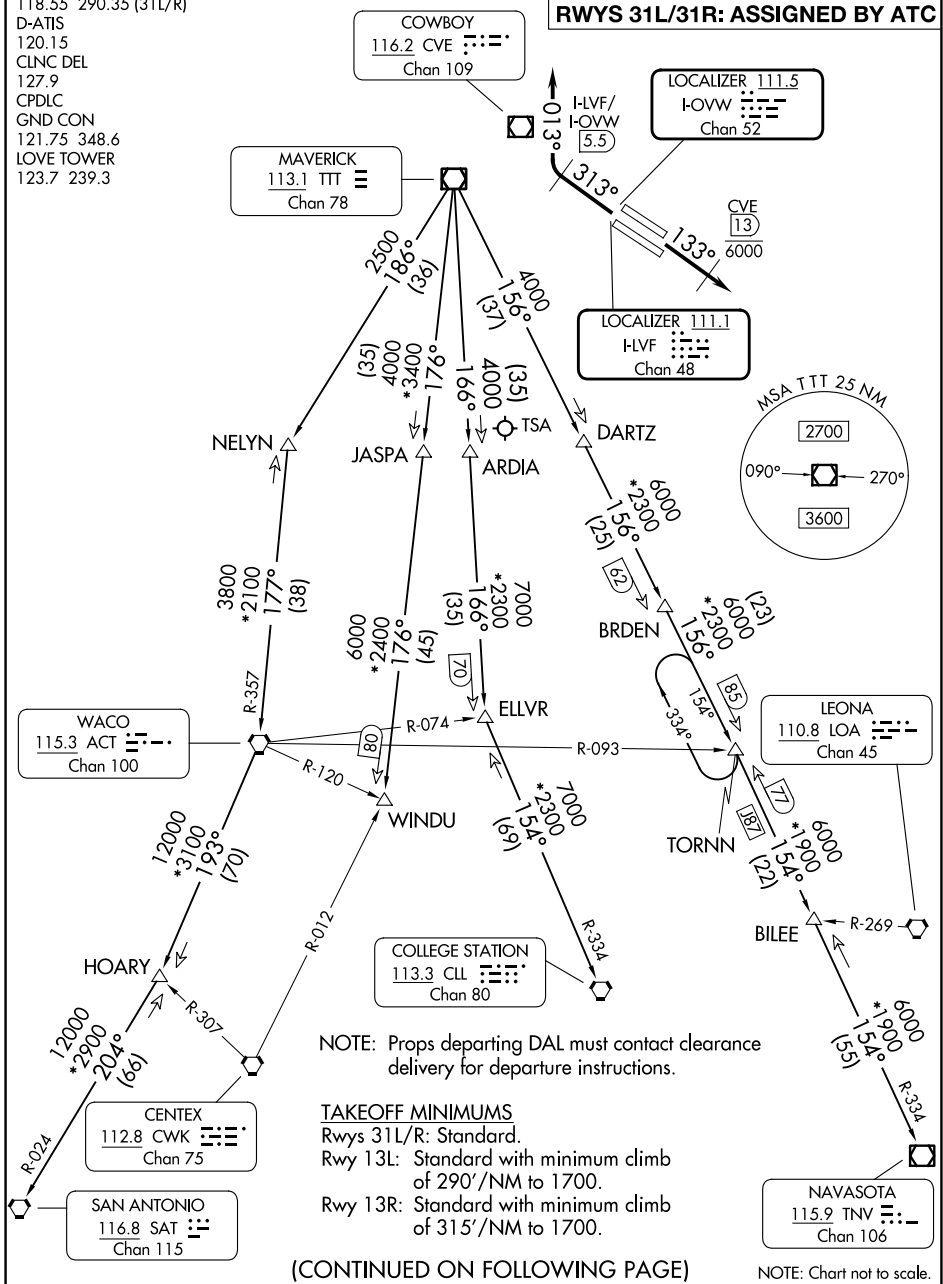 118.55 290.35 (31L/R)
D-ATIS
120.15
CLNC DEL
127.9
CPDLC
GND CON
121.75 348.6
LOVE TOWER
123.7 239.3
RWYS 31L/31R: ASSIGNED BY ATC
COWBOY
116.2 CVE
Chan 109
LOCALIZER 111.5
I-OVW
Chan 52
I-LVF/
I-OVW
5.5
013°
313°
MAVERICK
113.1 TTT
Chan 78
CVE
13
6000
133°
LOCALIZER 111.1
I-LVF
Chan 48
2500
186°
(36)
(35)
4000
*3400
176°
(35)
4000
166°
4000
156°
(37)
TSA
MSA TTT 25 NM
2700
090°
270°
3600
NELYN
JASPA
ARDIA
DARTZ
3800
*2100
177°
(38)
6000
*2400
176°
(45)
7000
*2300
166°
(35)
6000
*2300
156°
(25)
62
BRDEN
(23)
6000
*2300
156°
70
R-357
154°
334°
85
WACO
115.3 ACT
Chan 100
R-074
ELLVR
R-093
LEONA
110.8 LOA
Chan 45
R-120
80
WINDU
TORNN
77
J87
6000
*1900
154°
(22)
12000
*3100
193°
(70)
7000
*2300
154°
(69)
R-012
BILEE
R-269
HOARY
COLLEGE STATION
113.3 CLL
Chan 80
R-334
R-307
12000
*2900
204°
(66)
NOTE: Props departing DAL must contact clearance
delivery for departure instructions.
6000
*1900
154°
(55)
R-334
CENTEX
112.8 CWK
Chan 75
TAKEOFF MINIMUMS
Rwys 31L/R: Standard.
Rwy 13L: Standard with minimum climb
of 290'/NM to 1700.
Rwy 13R: Standard with minimum climb
of 315'/NM to 1700.
R-024
SAN ANTONIO
116.8 SAT
Chan 115
NAVASOTA
115.9 TNV
Chan 106
(CONTINUED ON FOLLOWING PAGE)
NOTE: Chart not to scale.